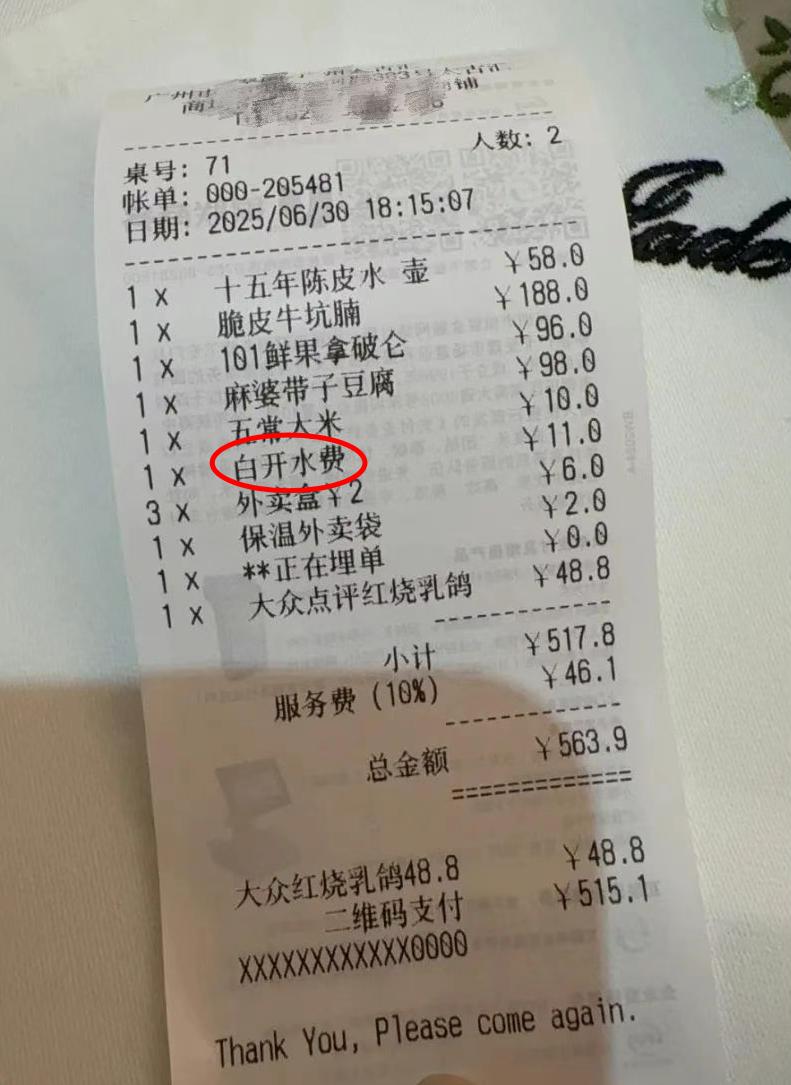 人数: 2
桌号: 71
帐单: 000-205481
日期: 2025/06/30 18:15:07
1 x 十五年陈皮水 壶 ¥58.0
1 x 脆皮牛坑腩 ¥188.0
1 x 101鲜果拿破仑 ¥96.0
1 x 麻婆带子豆腐 ¥98.0
1 x 五常大米 ¥10.0
1 x 白开水费 ¥11.0
3 x 外卖盒¥2 ¥6.0
1 x 保温外卖袋 ¥2.0
1 x **正在埋单 ¥0.0
1 x 大众点评红烧乳鸽 ¥48.8
小计 ¥517.8
服务费(10%) ¥46.1
总金额 ¥563.9
大众红烧乳鸽48.8 ¥48.8
二维码支付 ¥515.1
XXXXXXXXXXXX0000
Thank You, Please come again.